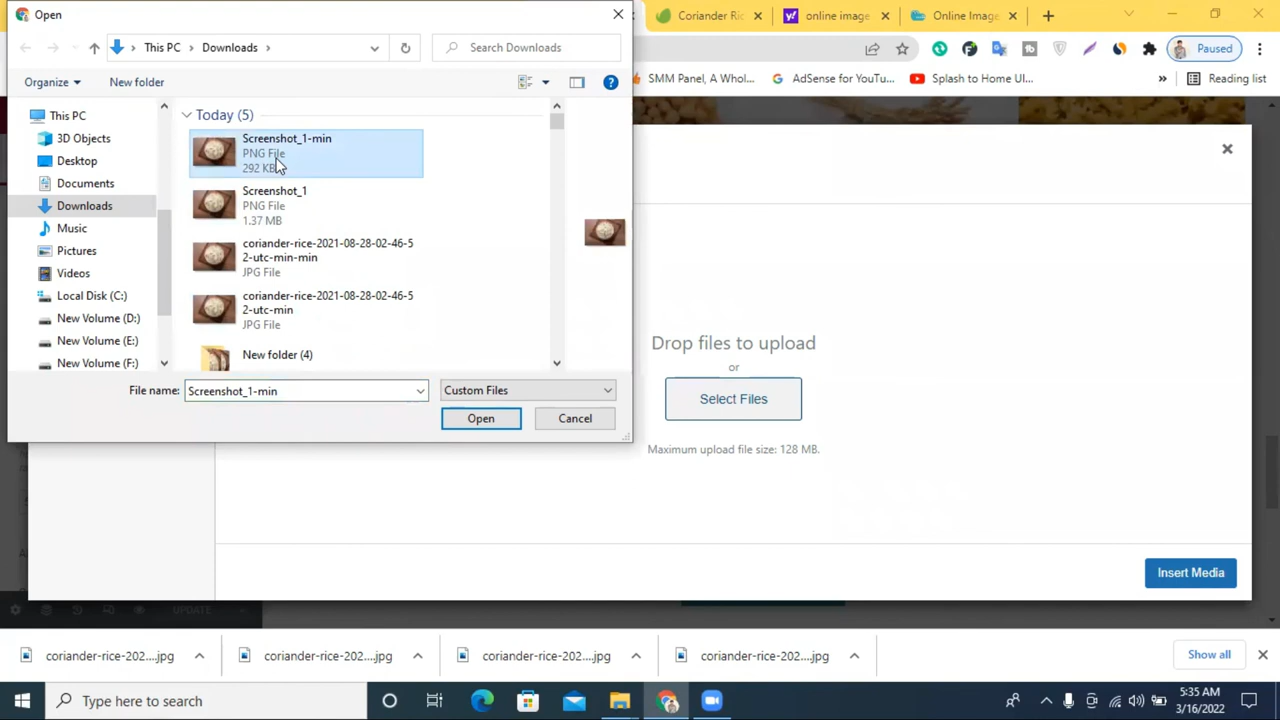 Open
Coriander Ric
online image
Online Image
This PC
Downloads
Search Downloads
Paused
SMM Panel, A Whol...
AdSense for YouTu...
Splash to Home UI...
»
Reading list
Organize
New folder
?
This PC
3D Objects
Desktop
Documents
Downloads
Music
Pictures
Videos
Local Disk (C:)
New Volume (D:)
New Volume (E:)
New Volume (F:)
Today (5)
Screenshot_1-min
PNG File
292 KB
Screenshot_1
PNG File
1.37 MB
coriander-rice-2021-08-28-02-46-5
2-utc-min-min
JPG File
coriander-rice-2021-08-28-02-46-5
2-utc-min
JPG File
New folder (4)
File name:
Screenshot_1-min
Custom Files
Open
Cancel
Drop files to upload
or
Select Files
Maximum upload file size: 128 MB.
Insert Media
UPDATE
coriander-rice-202....jpg
coriander-rice-202....jpg
coriander-rice-202....jpg
coriander-rice-202....jpg
Show all
Type here to search
5:35 AM
3/16/2022